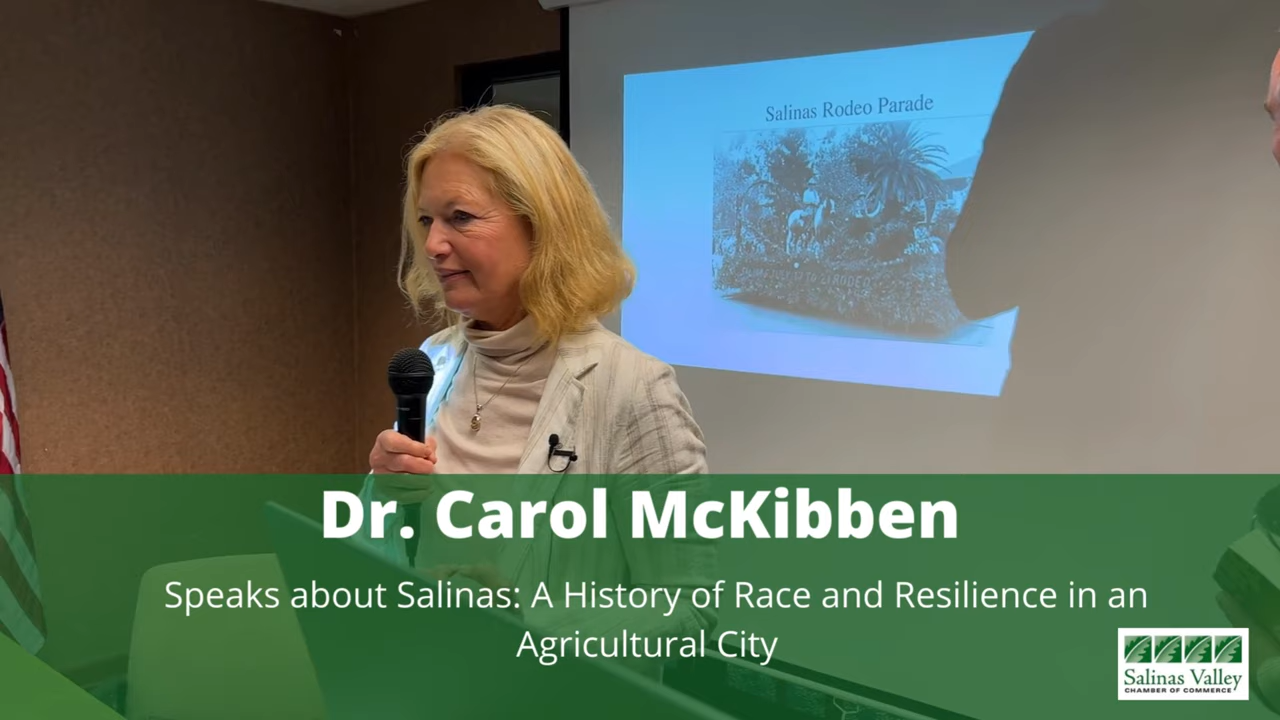 Salinas Rodeo Parade
Dr. Carol McKibben
Speaks about Salinas: A History of Race and Resilience in an
Agricultural City
Salinas Valley
CHAMBER OF COMMERCE